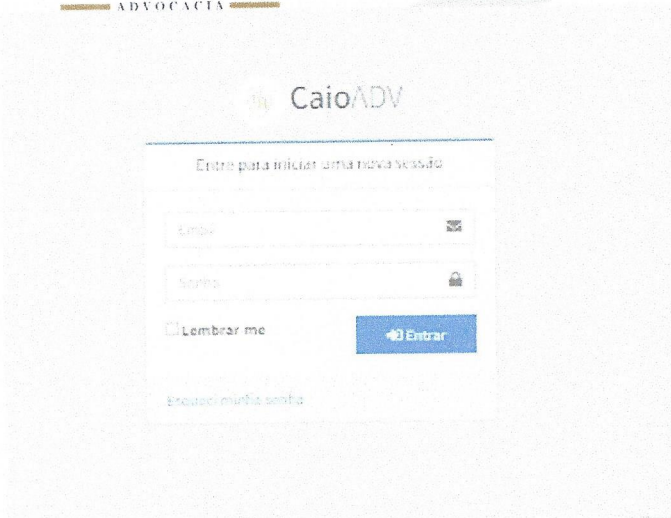 ADVOCACIA
CaioADV
Entre para iniciar uma nova sessão
Email
Senha
Lembrar me
Entrar
Esqueci minha senha